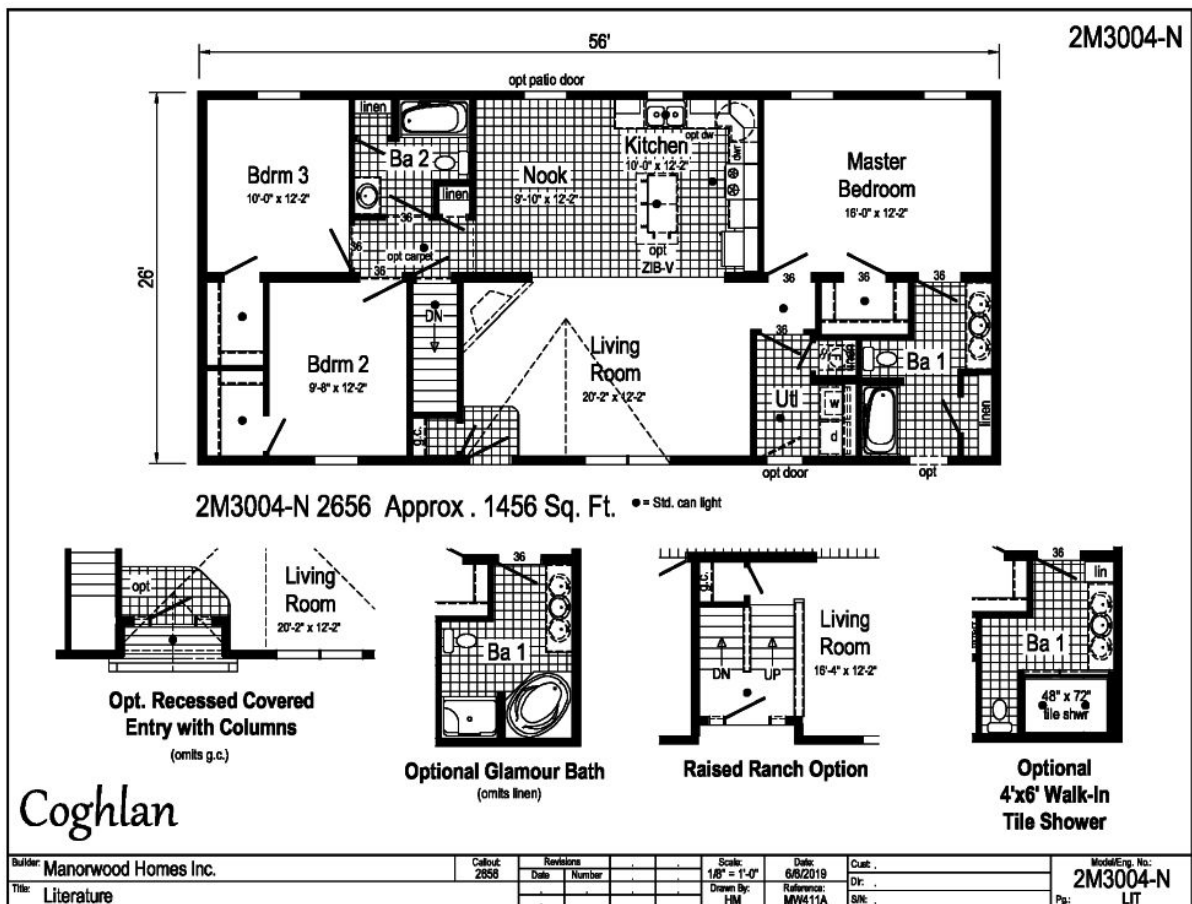 2M3004-N
56'
26'
opt patio door
Bdrm 3
10'-0" x 12'-2"
linen
Ba 2
linen
36
36
36
opt carpet
Nook
9'-10" x 12'-2"
Kitchen
10'-0" x 12'-2"
opt dw
dwr
opt
ZIB-V
Master
Bedroom
16'-0" x 12'-2"
36
36
36
36
Bdrm 2
9'-8" x 12'-2"
DN
g.c.
Living
Room
20'-2" x 12'-2"
Utl
linen
w
d
Ba 1
linen
opt door
opt
2M3004-N 2656 Approx . 1456 Sq. Ft.
● = Std. can light
opt
Living
Room
20'-2" x 12'-2"
Opt. Recessed Covered
Entry with Columns
(omits g.c.)
36
Ba 1
Optional Glamour Bath
(omits linen)
g.c.
DN
UP
Living
Room
16'-4" x 12'-2"
Raised Ranch Option
36
lin
Ba 1
48" x 72"
tile shwr
Optional
4'x6' Walk-In
Tile Shower
Coghlan
Builder: Manorwood Homes Inc.
Title: Literature
Callout:
2656
Revisions
Date Number
Scale:
1/8" = 1'-0"
Drawn By:
HM
Date:
6/6/2019
Reference:
MW411A
Cust: .
Dir: .
S/N: .
Model/Eng. No.:
2M3004-N
Pg.: LIT